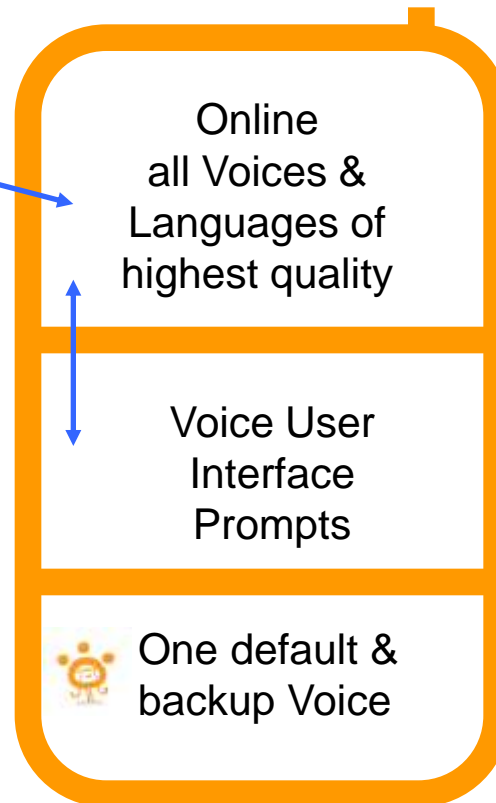 Online
all Voices &
Languages of
highest quality
Voice User
Interface
Prompts
One default &
backup Voice